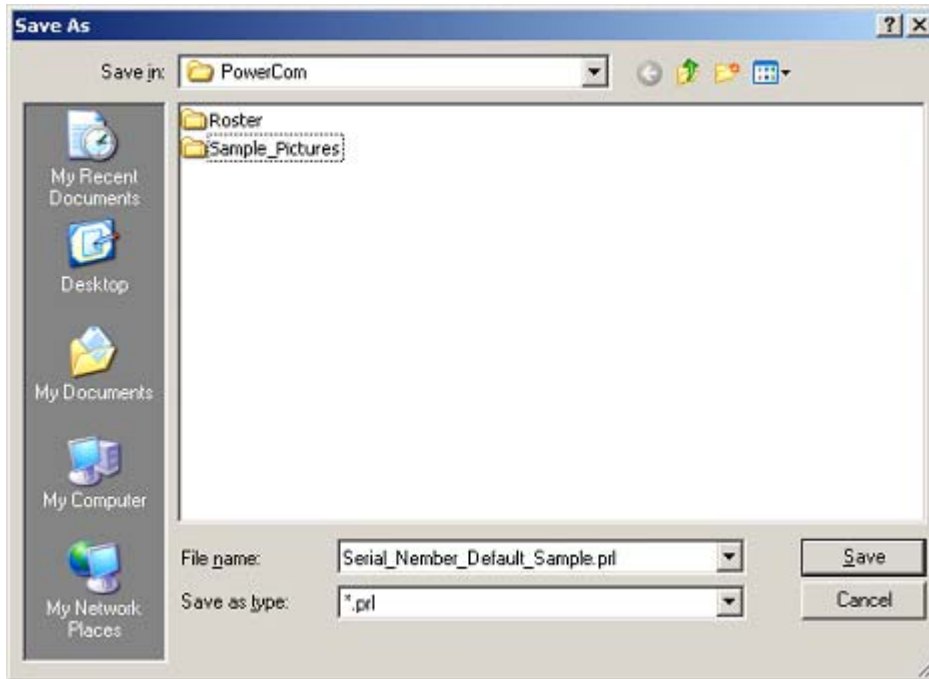 Save As
Save in:
PowerCom
Roster
Sample_Pictures
My Recent
Documents
Desktop
My Documents
My Computer
My Network
Places
File name:
Serial_Nember_Default_Sample.prl
Save
Save as type:
*.prl
Cancel